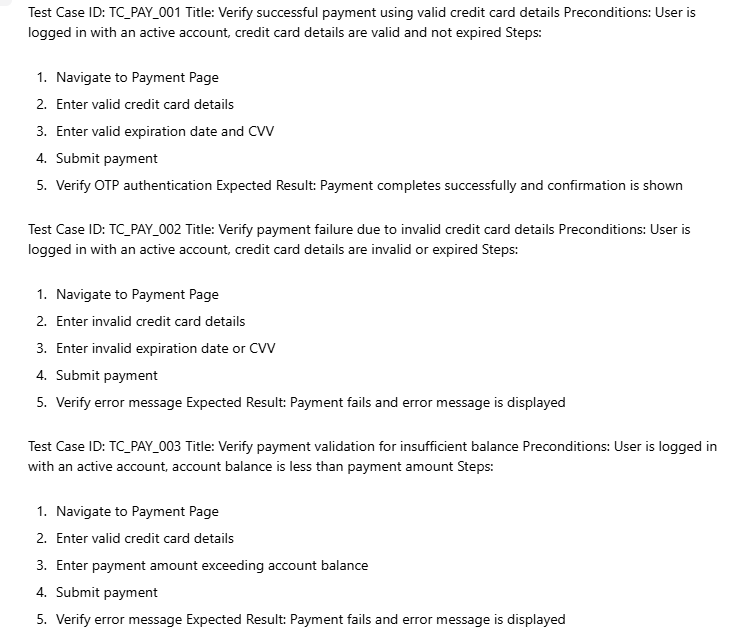 Test Case ID: TC_PAY_001 Title: Verify successful payment using valid credit card details Preconditions: User is
logged in with an active account, credit card details are valid and not expired Steps:
1. Navigate to Payment Page
2. Enter valid credit card details
3. Enter valid expiration date and CVV
4. Submit payment
5. Verify OTP authentication Expected Result: Payment completes successfully and confirmation is shown
Test Case ID: TC_PAY_002 Title: Verify payment failure due to invalid credit card details Preconditions: User is
logged in with an active account, credit card details are invalid or expired Steps:
1. Navigate to Payment Page
2. Enter invalid credit card details
3. Enter invalid expiration date or CVV
4. Submit payment
5. Verify error message Expected Result: Payment fails and error message is displayed
Test Case ID: TC_PAY_003 Title: Verify payment validation for insufficient balance Preconditions: User is logged in
with an active account, account balance is less than payment amount Steps:
1. Navigate to Payment Page
2. Enter valid credit card details
3. Enter payment amount exceeding account balance
4. Submit payment
5. Verify error message Expected Result: Payment fails and error message is displayed